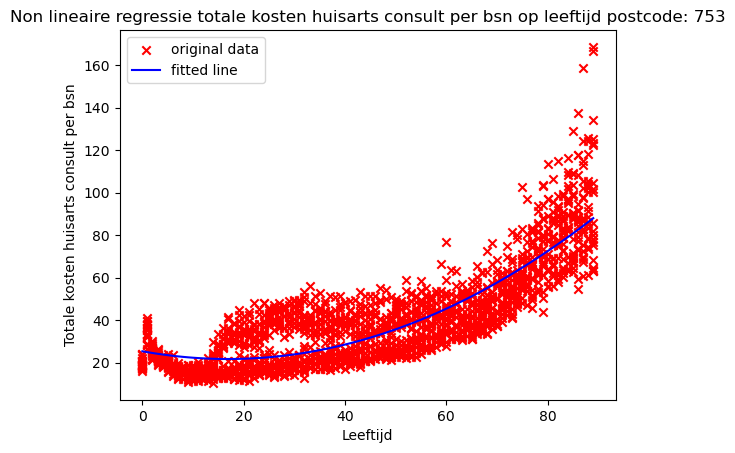 Non lineaire regressie totale kosten huisarts consult per bsn op leeftijd postcode: 753
original data
fitted line
Totale kosten huisarts consult per bsn
160
140
120
100
80
60
40
20
0
20
40
60
80
Leeftijd